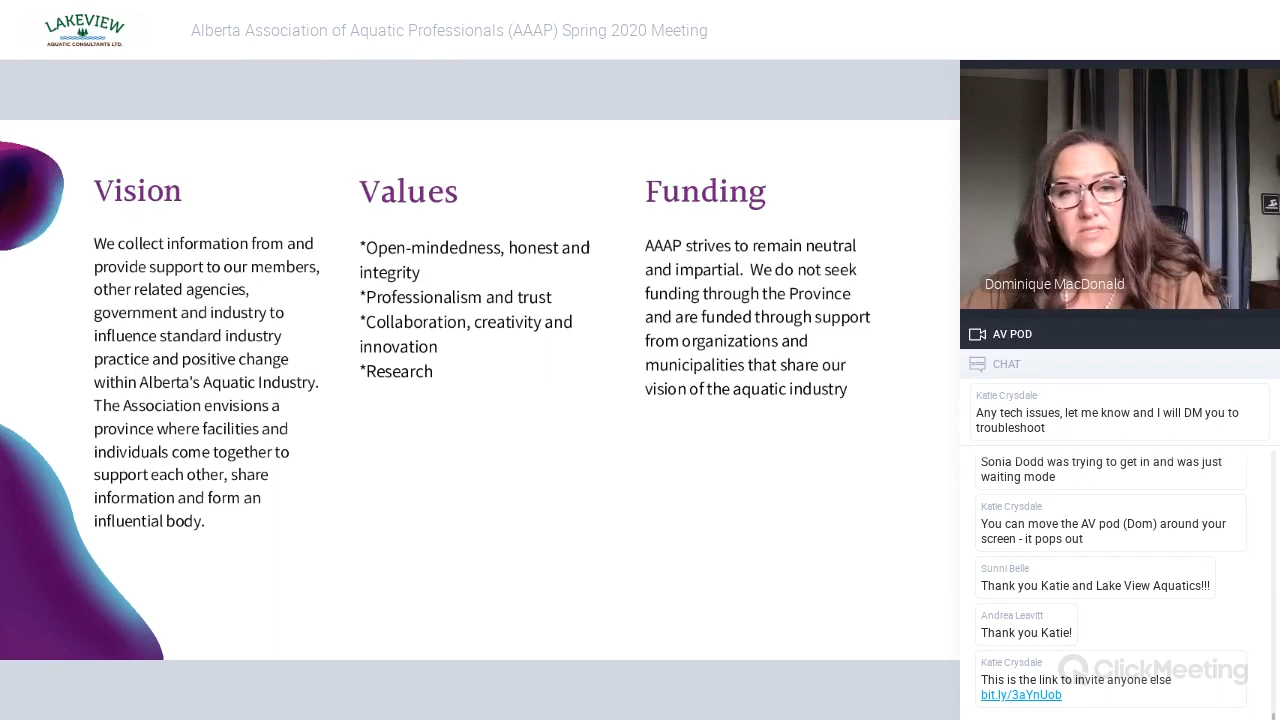 LAKEVIEW
AQUATIC CONSULTANTS LTD.
Alberta Association of Aquatic Professionals (AAAP) Spring 2020 Meeting
Vision
We collect information from and
provide support to our members,
other related agencies,
government and industry to
influence standard industry
practice and positive change
within Alberta's Aquatic Industry.
The Association envisions a
province where facilities and
individuals come together to
support each other, share
information and form an
influential body.
Values
*Open-mindedness, honest and
integrity
*Professionalism and trust
*Collaboration, creativity and
innovation
*Research
Funding
AAAP strives to remain neutral
and impartial. We do not seek
funding through the Province
and are funded through support
from organizations and
municipalities that share our
vision of the aquatic industry
Dominique MacDonald
AV POD
CHAT
Katie Crysdale
Any tech issues, let me know and I will DM you to
troubleshoot
Sonia Dodd was trying to get in and was just
waiting mode
Katie Crysdale
You can move the AV pod (Dom) around your
screen - it pops out
Sunni Belle
Thank you Katie and Lake View Aquatics!!!
Andrea Leavitt
Thank you Katie!
Katie Crysdale
This is the link to invite anyone else
bit.ly/3aYnUob
ClickMeeting